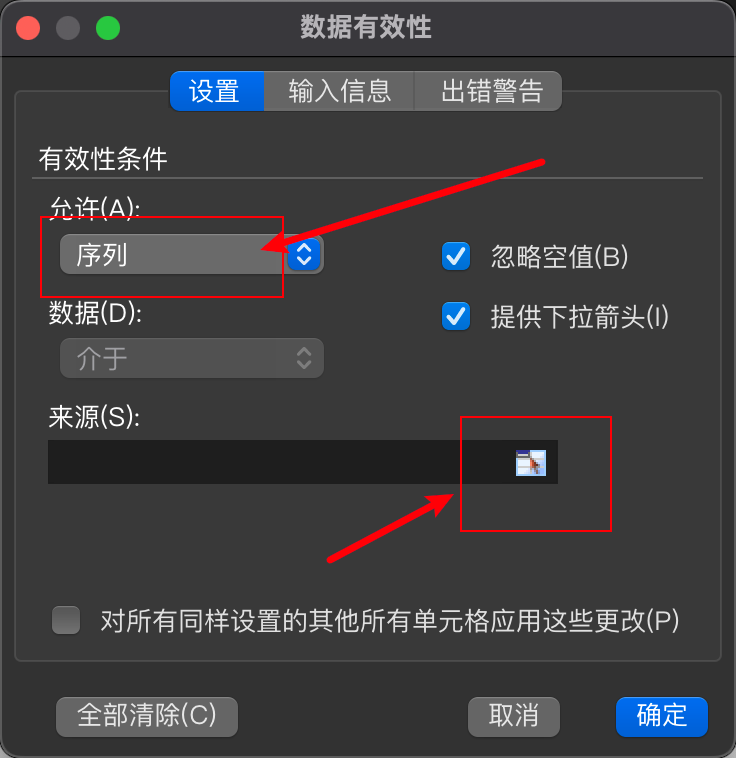 数据有效性
设置 输入信息 出错警告
有效性条件
允许(A):
序列
忽略空值(B)
数据(D):
提供下拉箭头(I)
介于
来源(S):
对所有同样设置的其他所有单元格应用这些更改(P)
全部清除(C) 取消 确定